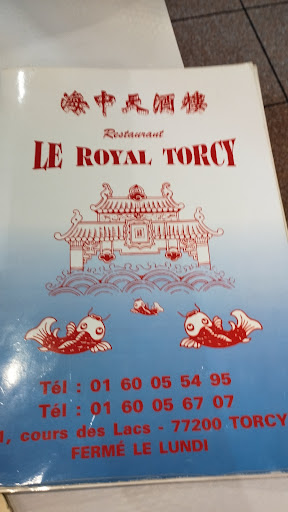 海中天酒樓
Restaurant
LE ROYAL TORCY
Tél : 01 60 05 54 95
Tél : 01 60 05 67 07
1, cours des Lacs - 77200 TORCY
FERMÉ LE LUNDI